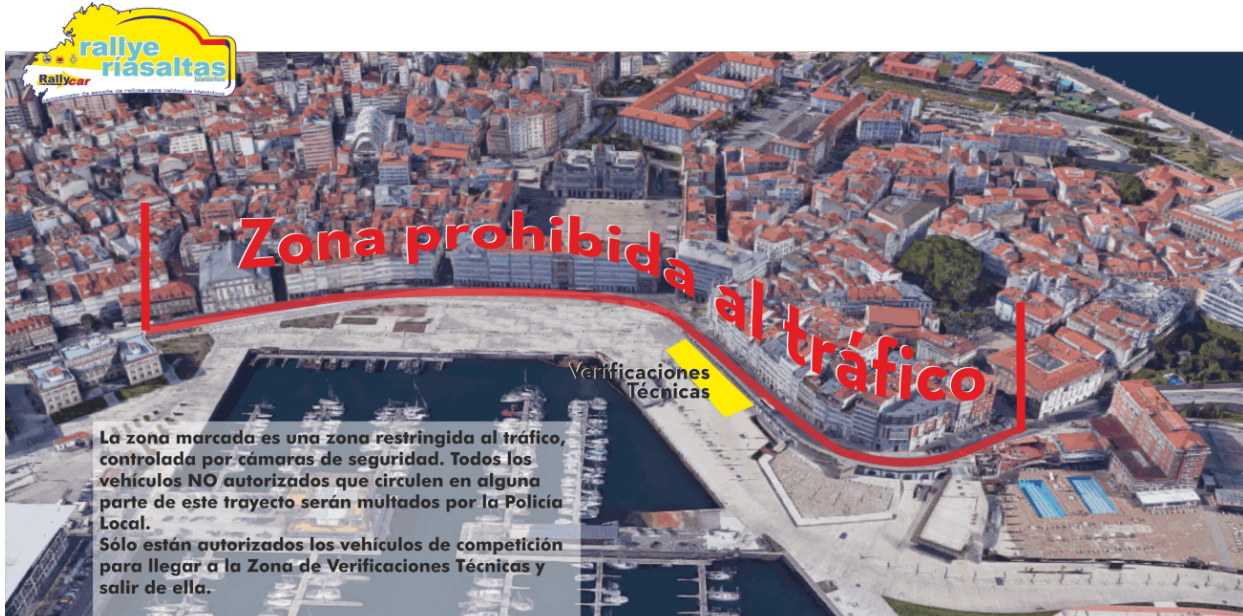 rallye
ríasaltas
histórico
Rallycar
Zona prohibida al tráfico
Verificaciones
Técnicas
La zona marcada es una zona restringida al tráfico,
controlada por cámaras de seguridad. Todos los
vehículos NO autorizados que circulen en alguna
parte de este trayecto serán multados por la Policía
Local.
Sólo están autorizados los vehículos de competición
para llegar a la Zona de Verificaciones Técnicas y
salir de ella.